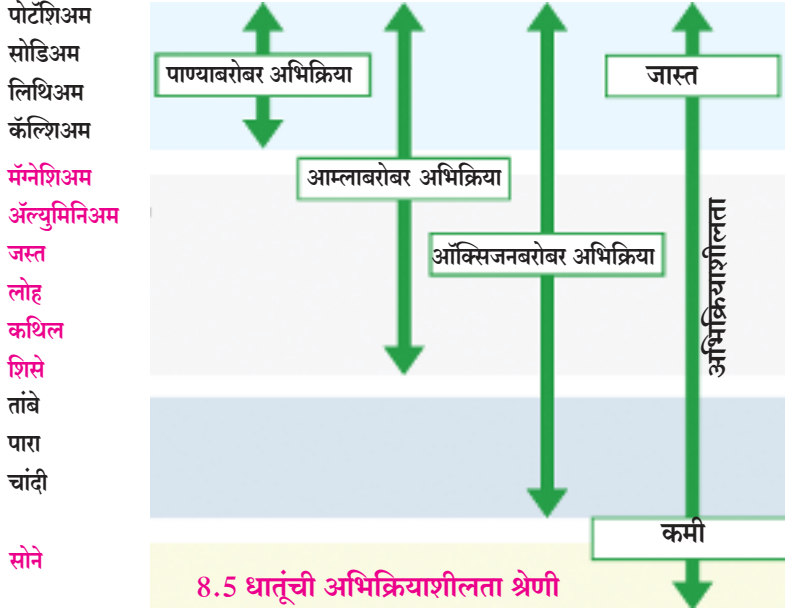 पोटॅशिअम
सोडिअम
लिथिअम
कॅल्शिअम
मॅग्नेशिअम
ॲल्युमिनिअम
जस्त
लोह
कथिल
शिसे
तांबे
पारा
चांदी
सोने
पाण्याबरोबर अभिक्रिया
आम्लाबरोबर अभिक्रिया
ऑक्सिजनबरोबर अभिक्रिया
जास्त
अभिक्रियाशीलता
कमी
8.5 धातूंची अभिक्रियाशीलता श्रेणी